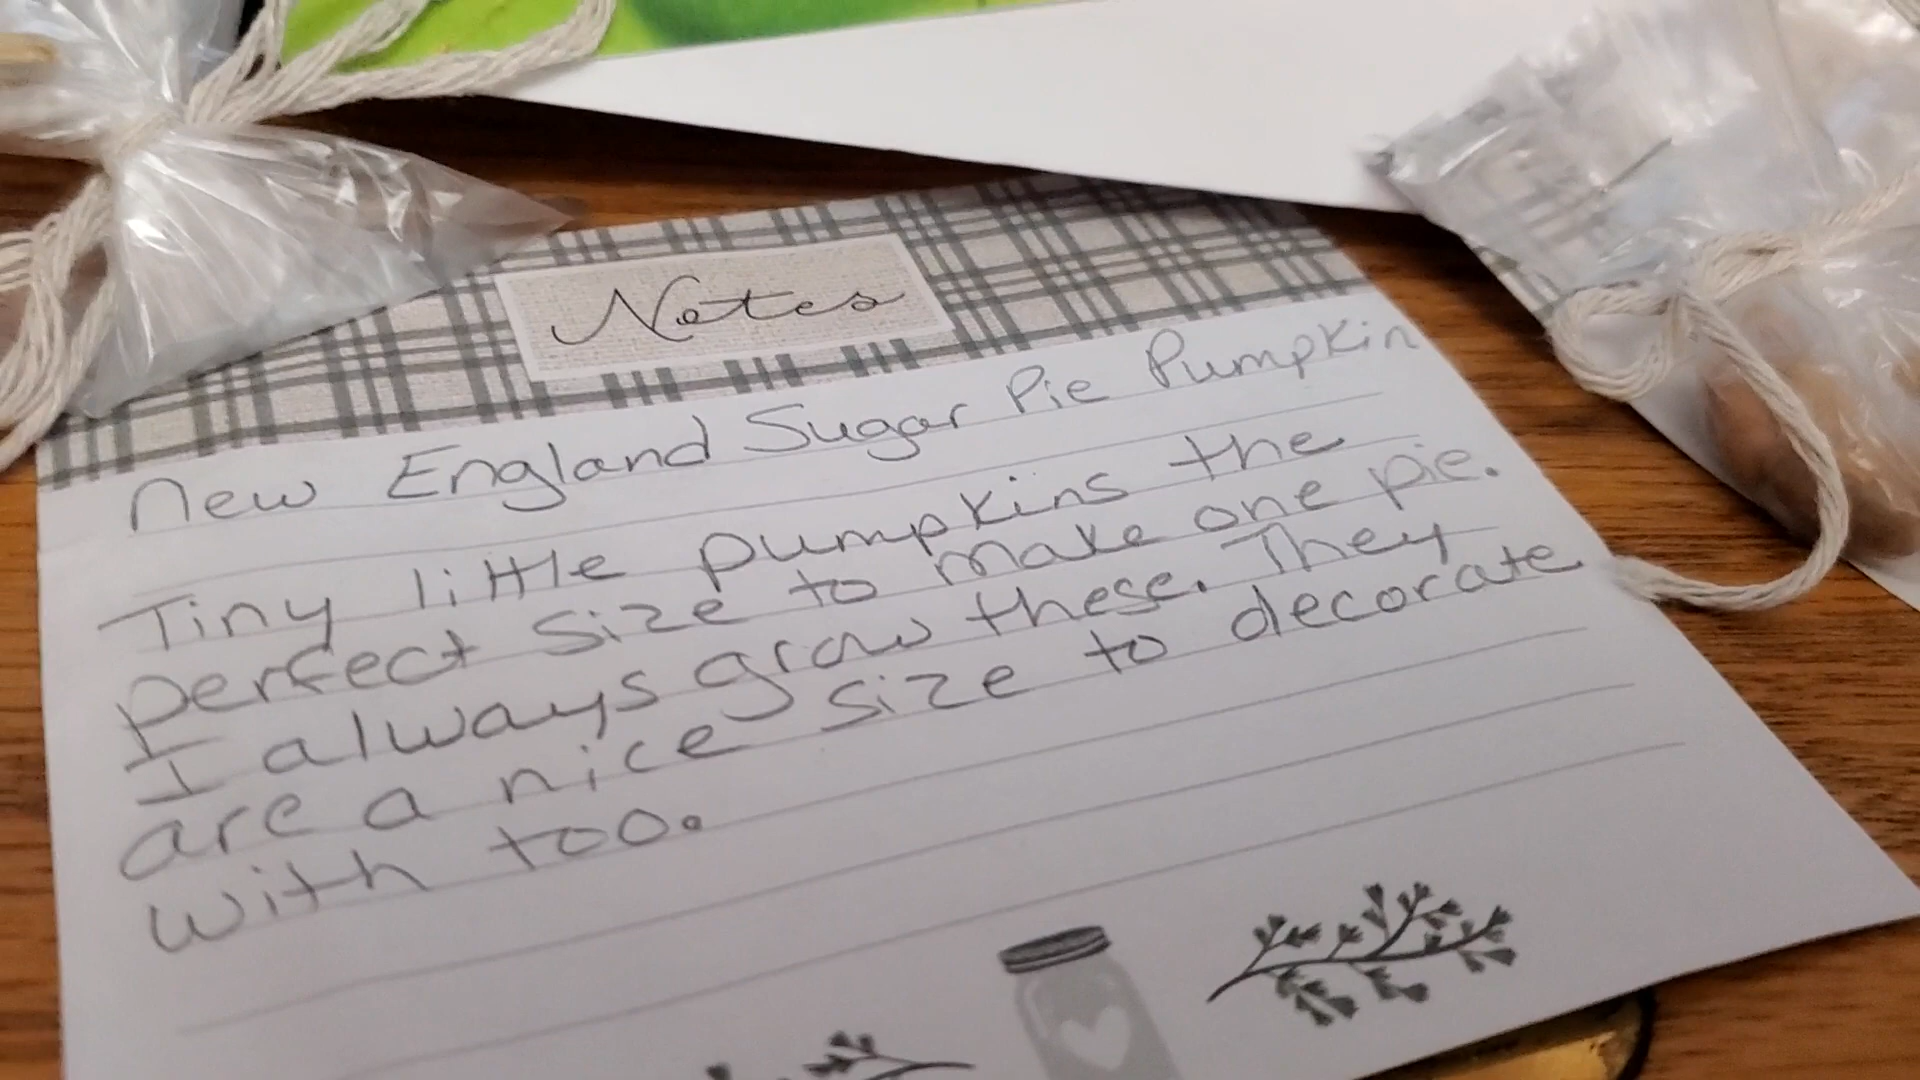 Notes
New England Sugar Pie Pumpkin
Tiny little pumpkins the
perfect size to make one pie.
I always grow these. They
are a nice size to decorate
with too.